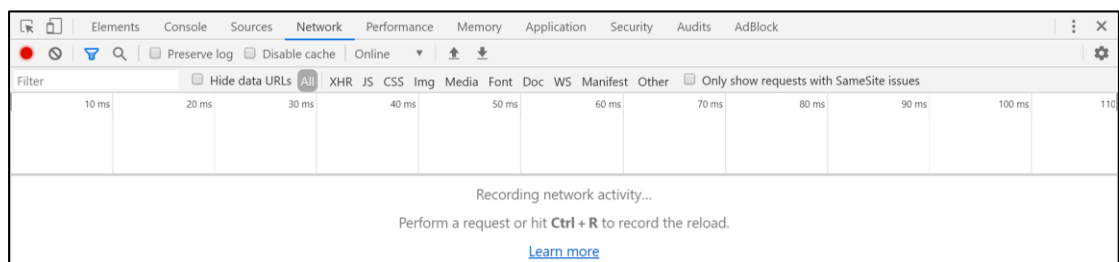 Elements Console Sources Network Performance Memory Application Security Audits AdBlock
Preserve log Disable cache Online
Filter Hide data URLs All XHR JS CSS Img Media Font Doc WS Manifest Other Only show requests with SameSite issues
10 ms 20 ms 30 ms 40 ms 50 ms 60 ms 70 ms 80 ms 90 ms 100 ms 110
Recording network activity...
Perform a request or hit Ctrl + R to record the reload.
Learn more